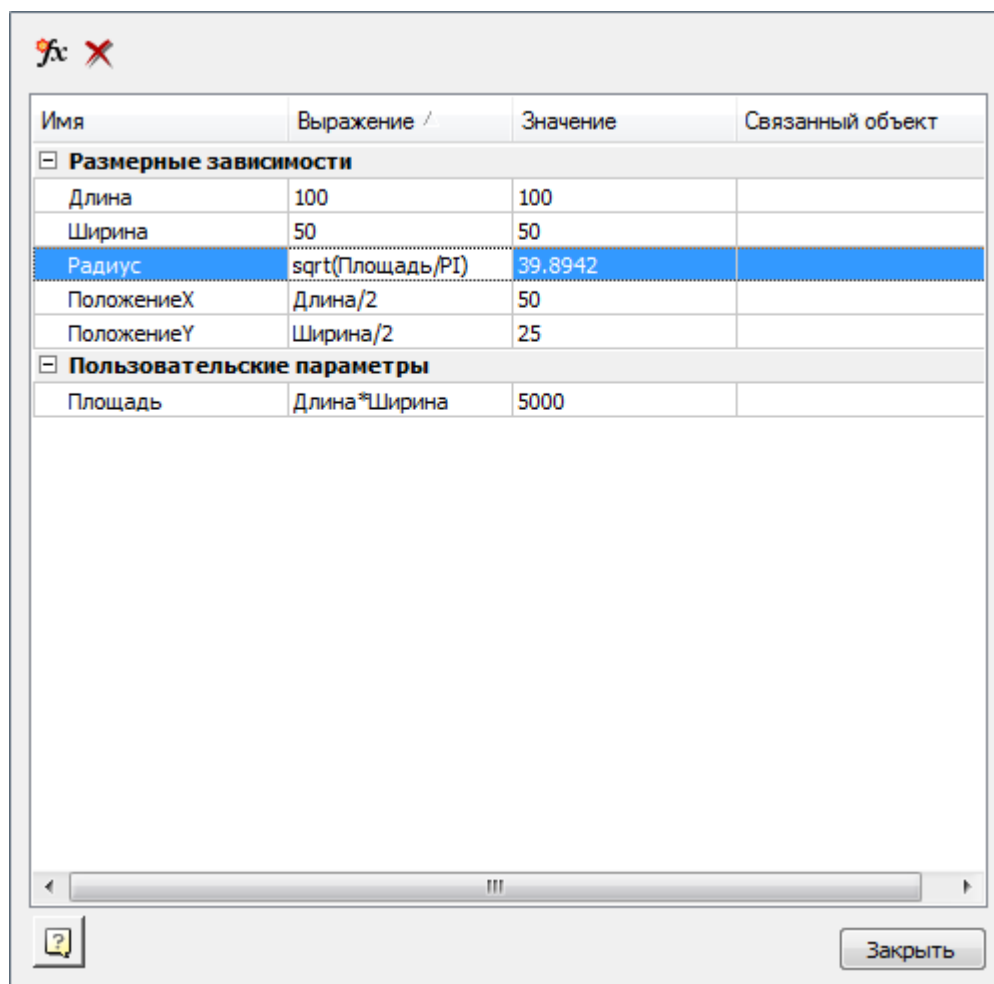 fx
Имя Выражение Значение Связанный объект
Размерные зависимости
Длина 100 100
Ширина 50 50
Радиус sqrt(Площадь/PI) 39.8942
ПоложениеX Длина/2 50
ПоложениеY Ширина/2 25
Пользовательские параметры
Площадь Длина*Ширина 5000
?
Закрыть